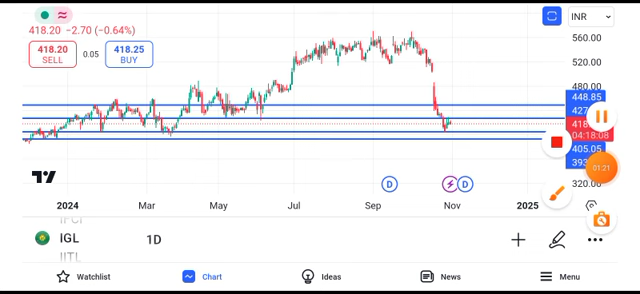 418.20 −2.70 (−0.64%)
418.20
SELL
0.05
418.25
BUY
INR
560.00
520.00
480.00
448.85
427
418
04:18:08
405.05
393
320.00
01:21
D
D
2024
Mar
May
Jul
Sep
Nov
2025
IGL
1D
Watchlist
Chart
Ideas
News
Menu